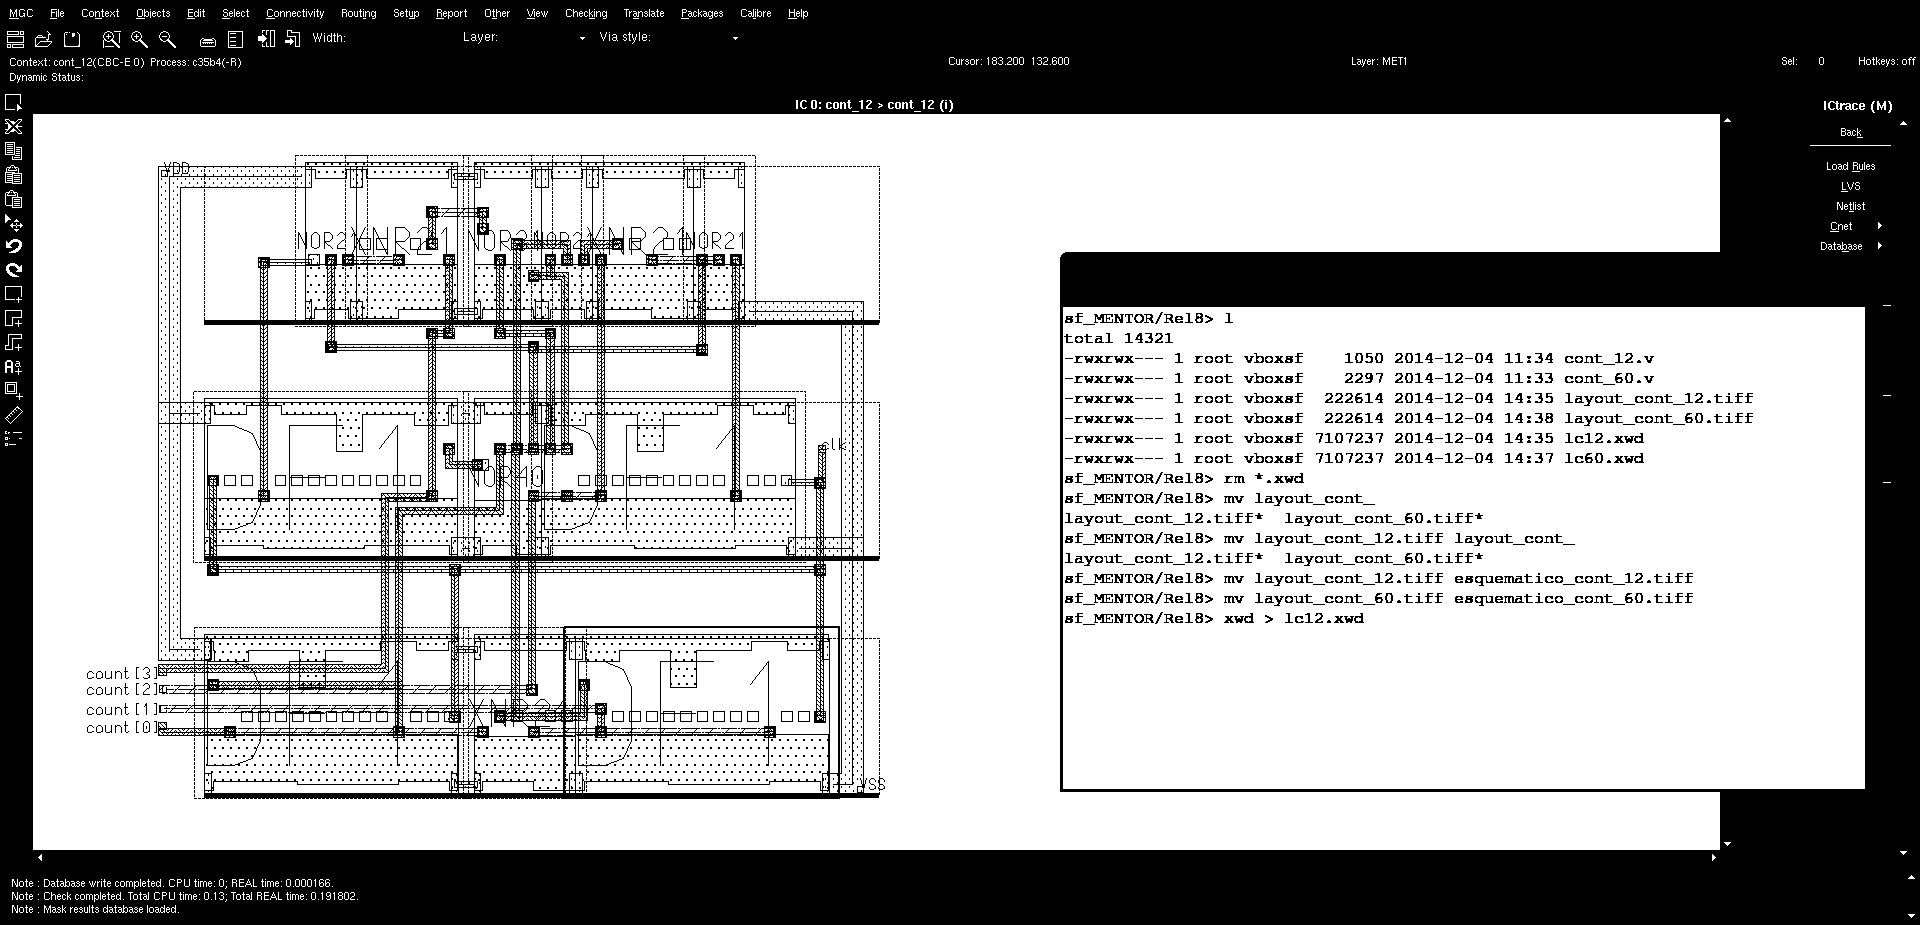 MGC File Context Objects Edit Select Connectivity Routing Setup Report Other View Checking Translate Packages Calibre Help
Width: Layer: Via style:
Context: cont_12(CBC-E 0) Process: c35b4(-R) Cursor: 183.200 132.600 Layer: MET1 Sel: 0 Hotkeys: off
Dynamic Status:
IC 0: cont_12 > cont_12 (i)
ICtrace (M)
Back
Load Rules
LVS
Netlist
Cnet
Database
VDD
NOR21
XNR21
NOR21
XNR21
NOR21
clk
NOR40
count[3]
count[2]
count[1]
count[0]
VSS
sf_MENTOR/Rel8> l
total 14321
-rwxrwx--- 1 root vboxsf 1050 2014-12-04 11:34 cont_12.v
-rwxrwx--- 1 root vboxsf 2297 2014-12-04 11:33 cont_60.v
-rwxrwx--- 1 root vboxsf 222614 2014-12-04 14:35 layout_cont_12.tiff
-rwxrwx--- 1 root vboxsf 222614 2014-12-04 14:38 layout_cont_60.tiff
-rwxrwx--- 1 root vboxsf 7107237 2014-12-04 14:35 lc12.xwd
-rwxrwx--- 1 root vboxsf 7107237 2014-12-04 14:37 lc60.xwd
sf_MENTOR/Rel8> rm *.xwd
sf_MENTOR/Rel8> mv layout_cont_
layout_cont_12.tiff* layout_cont_60.tiff*
sf_MENTOR/Rel8> mv layout_cont_12.tiff layout_cont_
layout_cont_12.tiff* layout_cont_60.tiff*
sf_MENTOR/Rel8> mv layout_cont_12.tiff esquematico_cont_12.tiff
sf_MENTOR/Rel8> mv layout_cont_60.tiff esquematico_cont_60.tiff
sf_MENTOR/Rel8> xwd > lc12.xwd
Note : Database write completed. CPU time: 0; REAL time: 0.000166.
Note : Check completed. Total CPU time: 0.13; Total REAL time: 0.191802.
Note : Mask results database loaded.